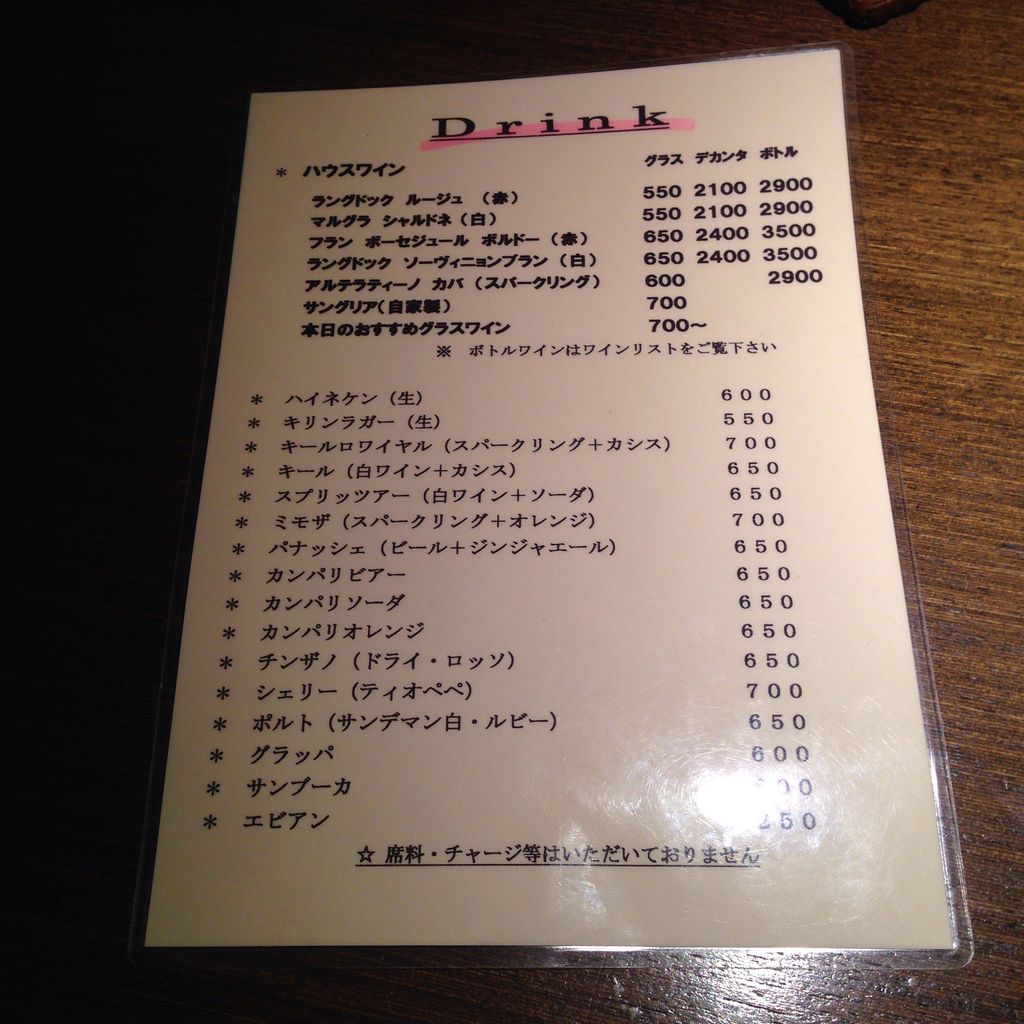 Drink
* ハウスワイン グラス デカンタ ボトル
ラングドック ルージュ (赤) 550 2100 2900
マルグラ シャルドネ(白) 550 2100 2900
フラン ボーセジュール ボルドー(赤) 650 2400 3500
ラングドック ソーヴィニョンブラン(白) 650 2400 3500
アルテラティーノ カバ(スパークリング) 600 2900
サングリア(自家製) 700
本日のおすすめグラスワイン 700～
※ ボトルワインはワインリストをご覧下さい
* ハイネケン(生) 600
* キリンラガー(生) 550
* キールロワイヤル(スパークリング+カシス) 700
* キール(白ワイン+カシス) 650
* スプリッツアー(白ワイン+ソーダ) 650
* ミモザ(スパークリング+オレンジ) 700
* パナッシェ(ビール+ジンジャエール) 650
* カンパリビアー 650
* カンパリソーダ 650
* カンパリオレンジ 650
* チンザノ(ドライ・ロッソ) 650
* シェリー(ティオペペ) 700
* ポルト(サンデマン白・ルビー) 650
* グラッパ 600
* サンブーカ
* エビアン 250
☆ 席料・チャージ等はいただいておりません